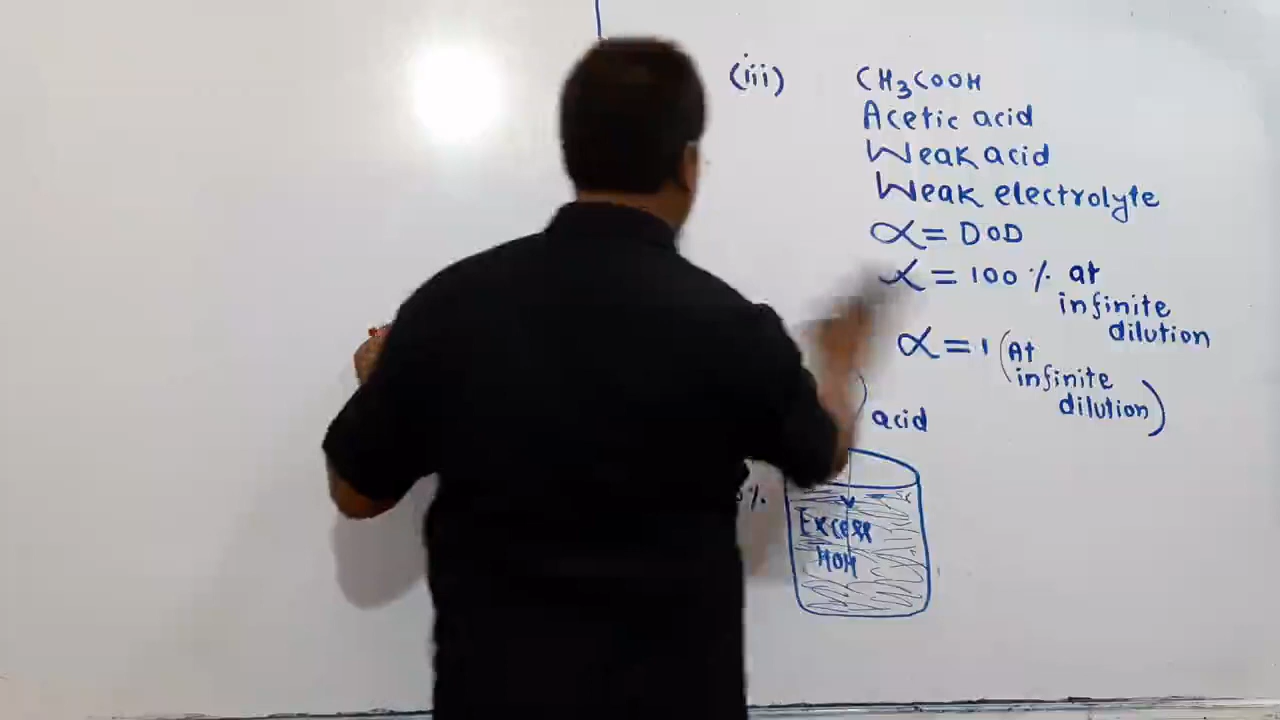 (iii) CH3COOH
Acetic acid
Weak acid
Weak electrolyte
α = DOD
α = 100% at
infinite
dilution
α = 1 (At
infinite
dilution)
acid
%.
Excess
HOH